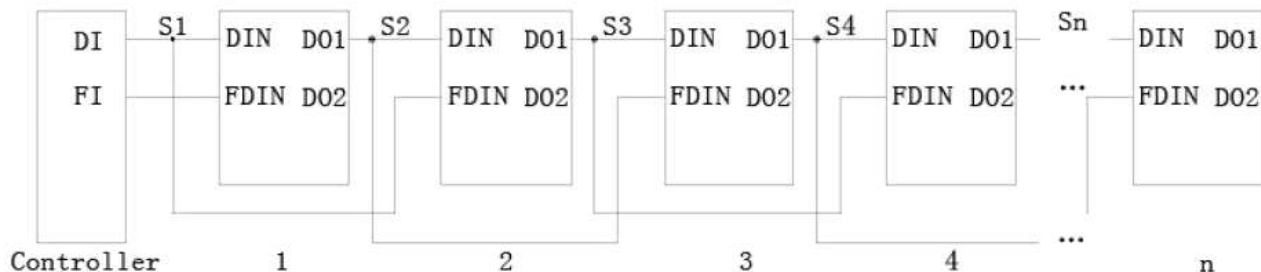 DI S1 DIN DO1 S2 DIN DO1 S3 DIN DO1 S4 DIN DO1 Sn DIN DO1
FI FDIN DO2 FDIN DO2 FDIN DO2 FDIN DO2 ... FDIN DO2
...
Controller 1 2 3 4 n